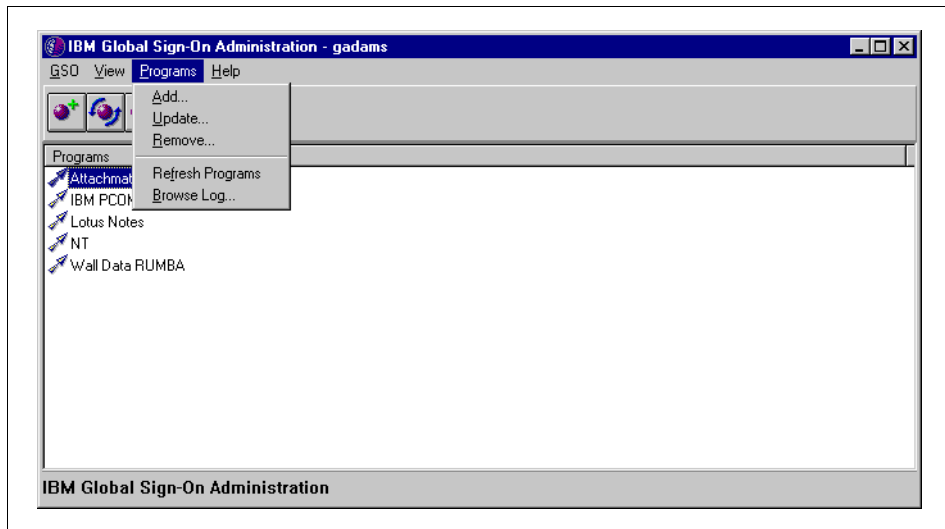 IBM Global Sign-On Administration - gadams
GSO View Programs Help
Add...
Update...
Remove...
Programs
Refresh Programs
Browse Log...
IBM
Lotus Notes
NT
Wall Data RUMBA
IBM Global Sign-On Administration